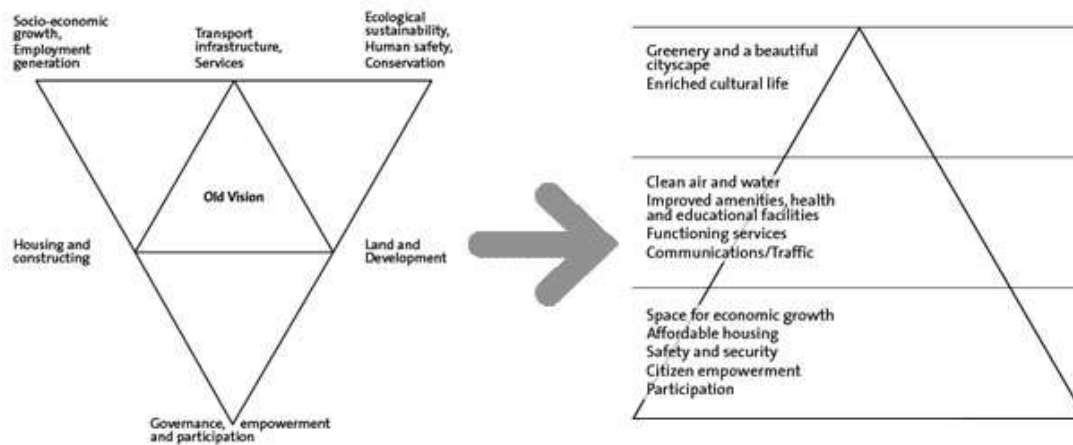 Socio-economic
growth,
Employment
generation
Transport
infrastructure,
Services
Ecological
sustainability,
Human safety,
Conservation
Old Vision
Housing and
constructing
Land and
Development
Governance, empowerment
and participation
Greenery and a beautiful
cityscape
Enriched cultural life
Clean air and water
Improved amenities, health
and educational facilities
Functioning services
Communications/Traffic
Space for economic growth
Affordable housing
Safety and security
Citizen empowerment
Participation